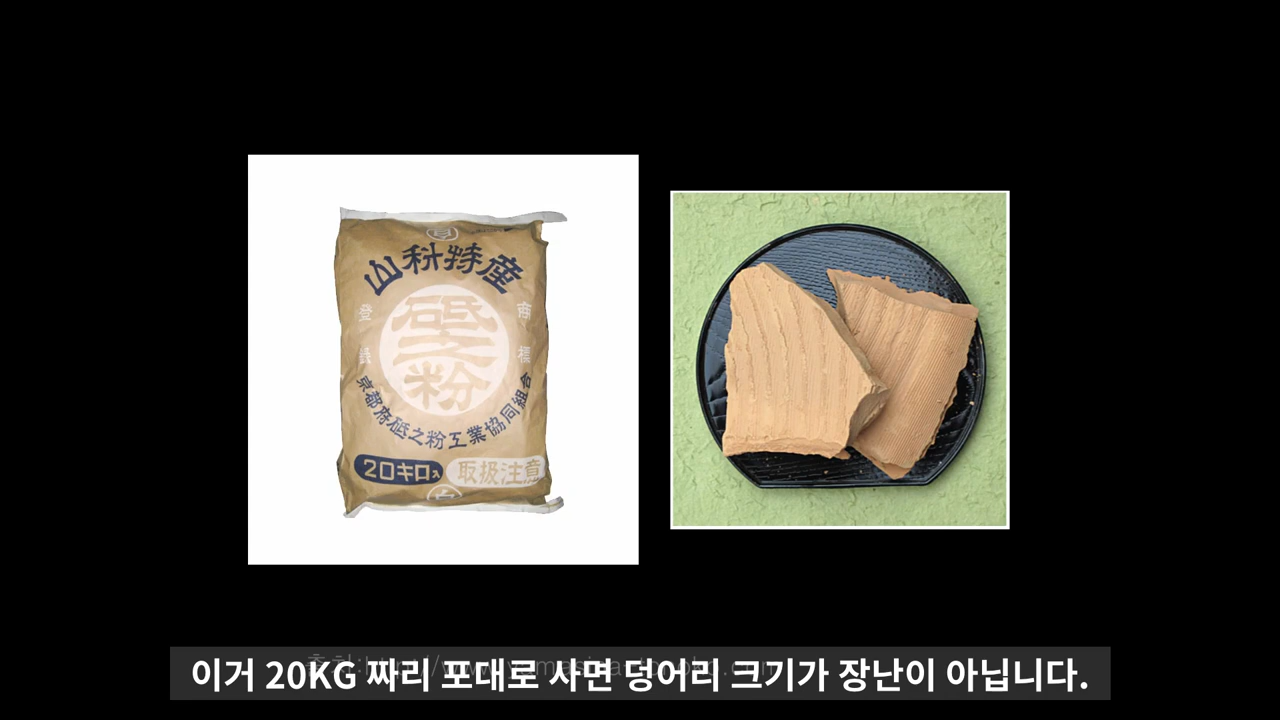 山科特産
登録
商標
砥之粉
京都府砥之粉工業協同組合
20キロ入
取扱注意
白
이거 20KG 짜리 포대로 사면 덩어리 크기가 장난이 아닙니다.